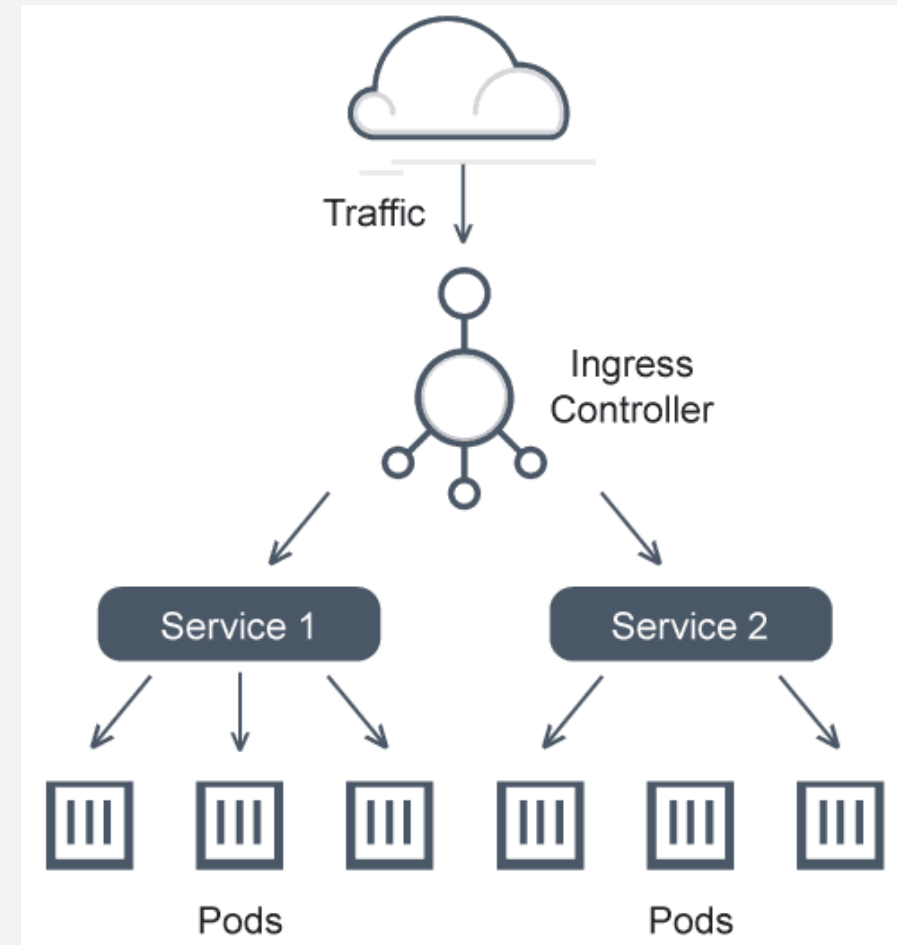 Traffic
Ingress
Controller
Service 1
Service 2
Pods
Pods